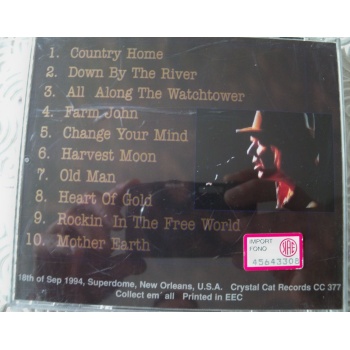 1. Country Home
2. Down By The River
3. All Along The Watchtower
4. Farm John
5. Change Your Mind
6. Harvest Moon
7. Old Man
8. Heart Of Gold
9. Rockin' In The Free World
10. Mother Earth
IMPORT
FONO
45643308
18th of Sep 1994, Superdome, New Orleans, U.S.A. Crystal Cat Records CC 377
Collect em' all Printed in EEC